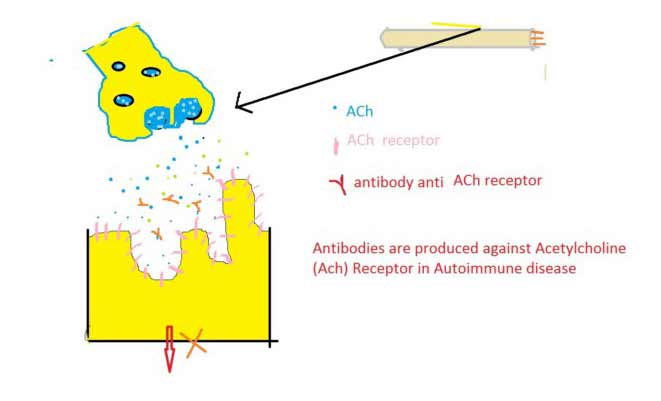 ACh
ACh receptor
antibody anti ACh receptor
Antibodies are produced against Acetylcholine
(Ach) Receptor in Autoimmune disease